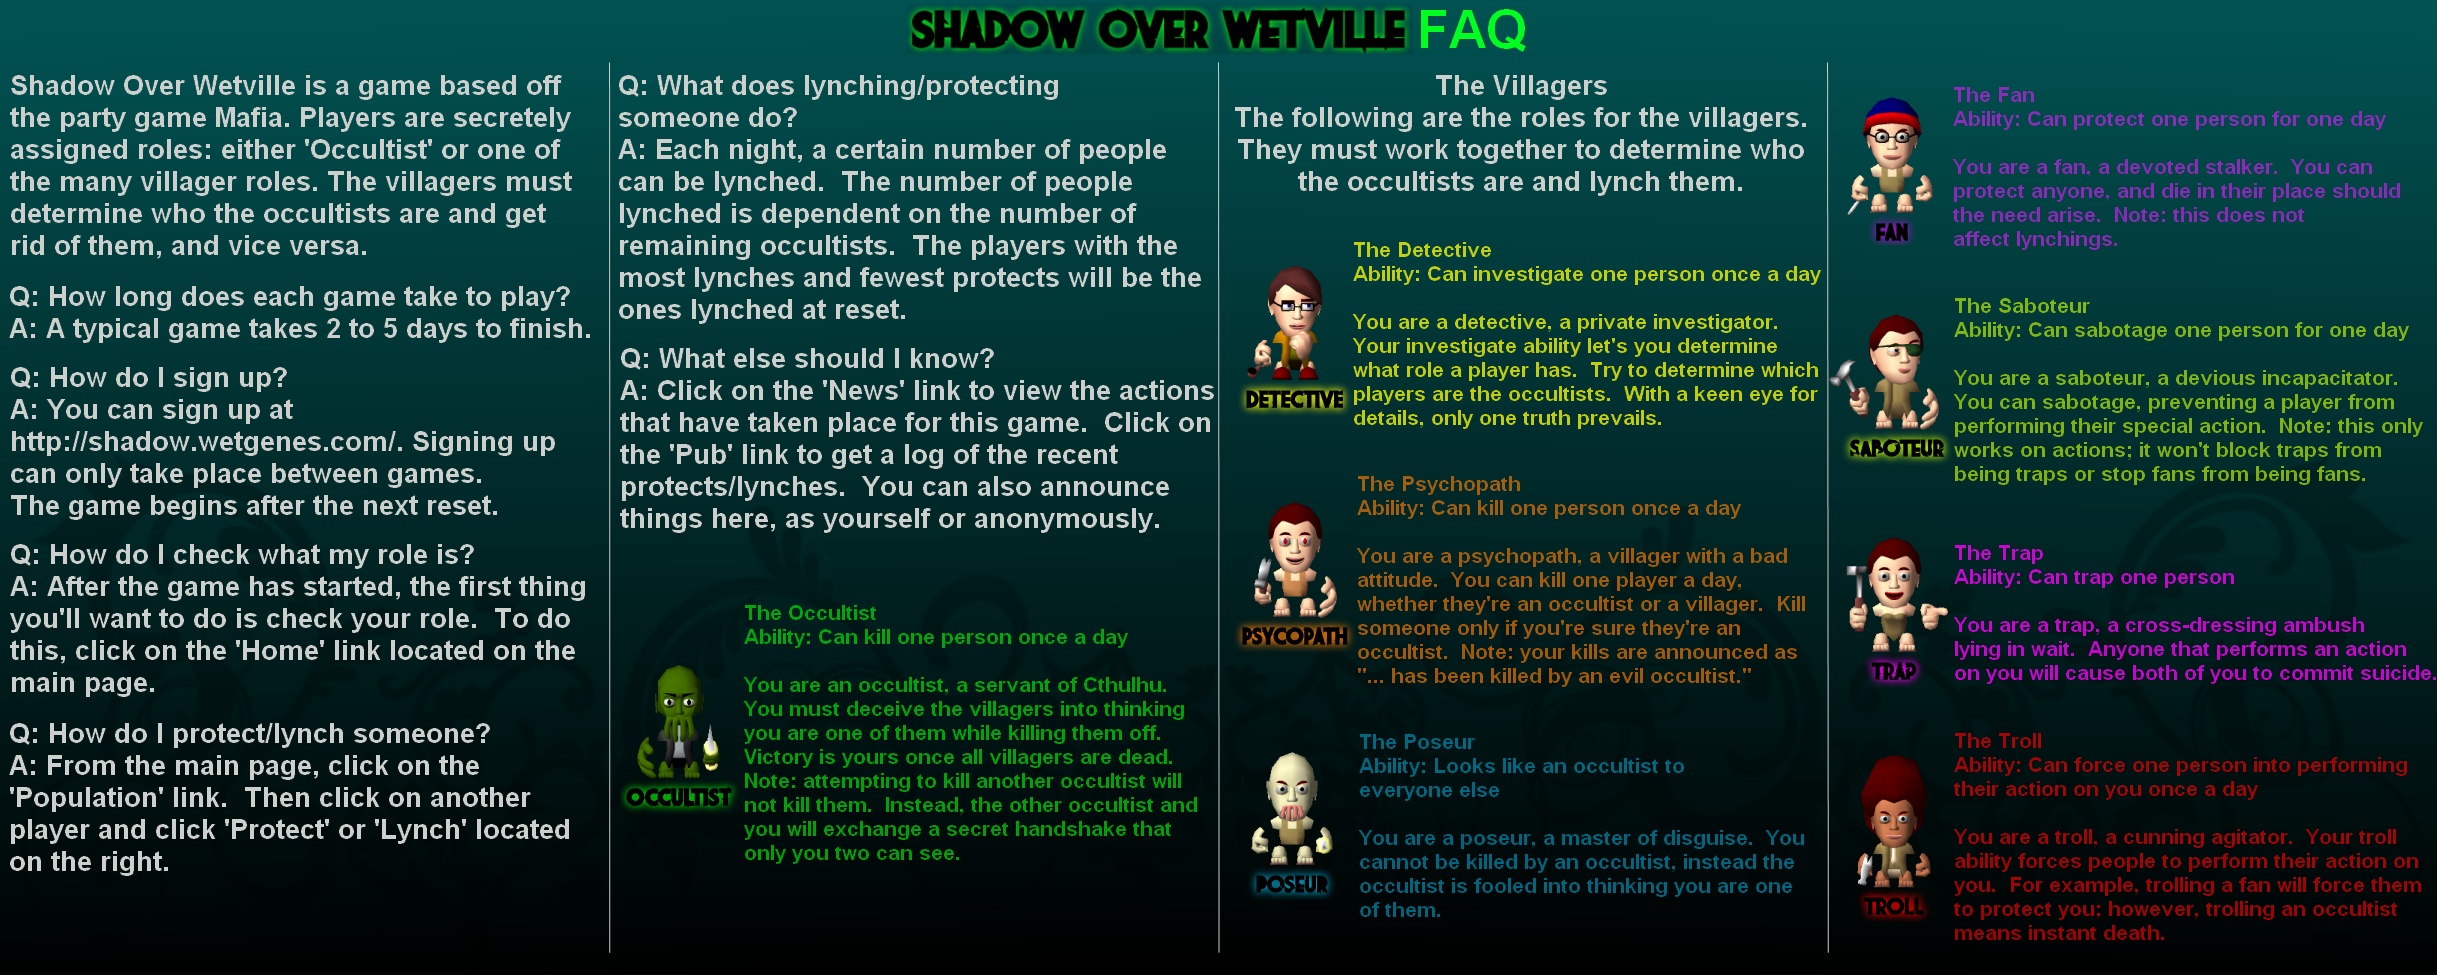 SHADOW OVER WETVILLE FAQ
Shadow Over Wetville is a game based off
the party game Mafia. Players are secretely
assigned roles: either 'Occultist' or one of
the many villager roles. The villagers must
determine who the occultists are and get
rid of them, and vice versa.
Q: How long does each game take to play?
A: A typical game takes 2 to 5 days to finish.
Q: How do I sign up?
A: You can sign up at
http://shadow.wetgenes.com/. Signing up
can only take place between games.
The game begins after the next reset.
Q: How do I check what my role is?
A: After the game has started, the first thing
you'll want to do is check your role.  To do
this, click on the 'Home' link located on the
main page.
Q: How do I protect/lynch someone?
A: From the main page, click on the
'Population' link.  Then click on another
player and click 'Protect' or 'Lynch' located
on the right.
Q: What does lynching/protecting
someone do?
A: Each night, a certain number of people
can be lynched.  The number of people
lynched is dependent on the number of
remaining occultists.  The players with the
most lynches and fewest protects will be the
ones lynched at reset.
Q: What else should I know?
A: Click on the 'News' link to view the actions
that have taken place for this game.  Click on
the 'Pub' link to get a log of the recent
protects/lynches.  You can also announce
things here, as yourself or anonymously.
The Occultist
Ability: Can kill one person once a day
You are an occultist, a servant of Cthulhu.
You must deceive the villagers into thinking
you are one of them while killing them off.
Victory is yours once all villagers are dead.
Note: attempting to kill another occultist will
not kill them.  Instead, the other occultist and
you will exchange a secret handshake that
only you two can see.
OCCULTIST
The Villagers
The following are the roles for the villagers.
They must work together to determine who
the occultists are and lynch them.
The Detective
Ability: Can investigate one person once a day
You are a detective, a private investigator.
Your investigate ability let's you determine
what role a player has.  Try to determine which
players are the occultists.  With a keen eye for
details, only one truth prevails.
DETECTIVE
The Psychopath
Ability: Can kill one person once a day
You are a psychopath, a villager with a bad
attitude.  You can kill one player a day,
whether they're an occultist or a villager.  Kill
someone only if you're sure they're an
occultist.  Note: your kills are announced as
"... has been killed by an evil occultist."
PSYCOPATH
The Poseur
Ability: Looks like an occultist to
everyone else
You are a poseur, a master of disguise.  You
cannot be killed by an occultist, instead the
occultist is fooled into thinking you are one
of them.
POSEUR
The Fan
Ability: Can protect one person for one day
You are a fan, a devoted stalker.  You can
protect anyone, and die in their place should
the need arise.  Note: this does not
affect lynchings.
FAN
The Saboteur
Ability: Can sabotage one person for one day
You are a saboteur, a devious incapacitator.
You can sabotage, preventing a player from
performing their special action.  Note: this only
works on actions; it won't block traps from
being traps or stop fans from being fans.
SABOTEUR
The Trap
Ability: Can trap one person
You are a trap, a cross-dressing ambush
lying in wait.  Anyone that performs an action
on you will cause both of you to commit suicide.
TRAP
The Troll
Ability: Can force one person into performing
their action on you once a day
You are a troll, a cunning agitator.  Your troll
ability forces people to perform their action on
you.  For example, trolling a fan will force them
to protect you; however, trolling an occultist
means instant death.
TROLL